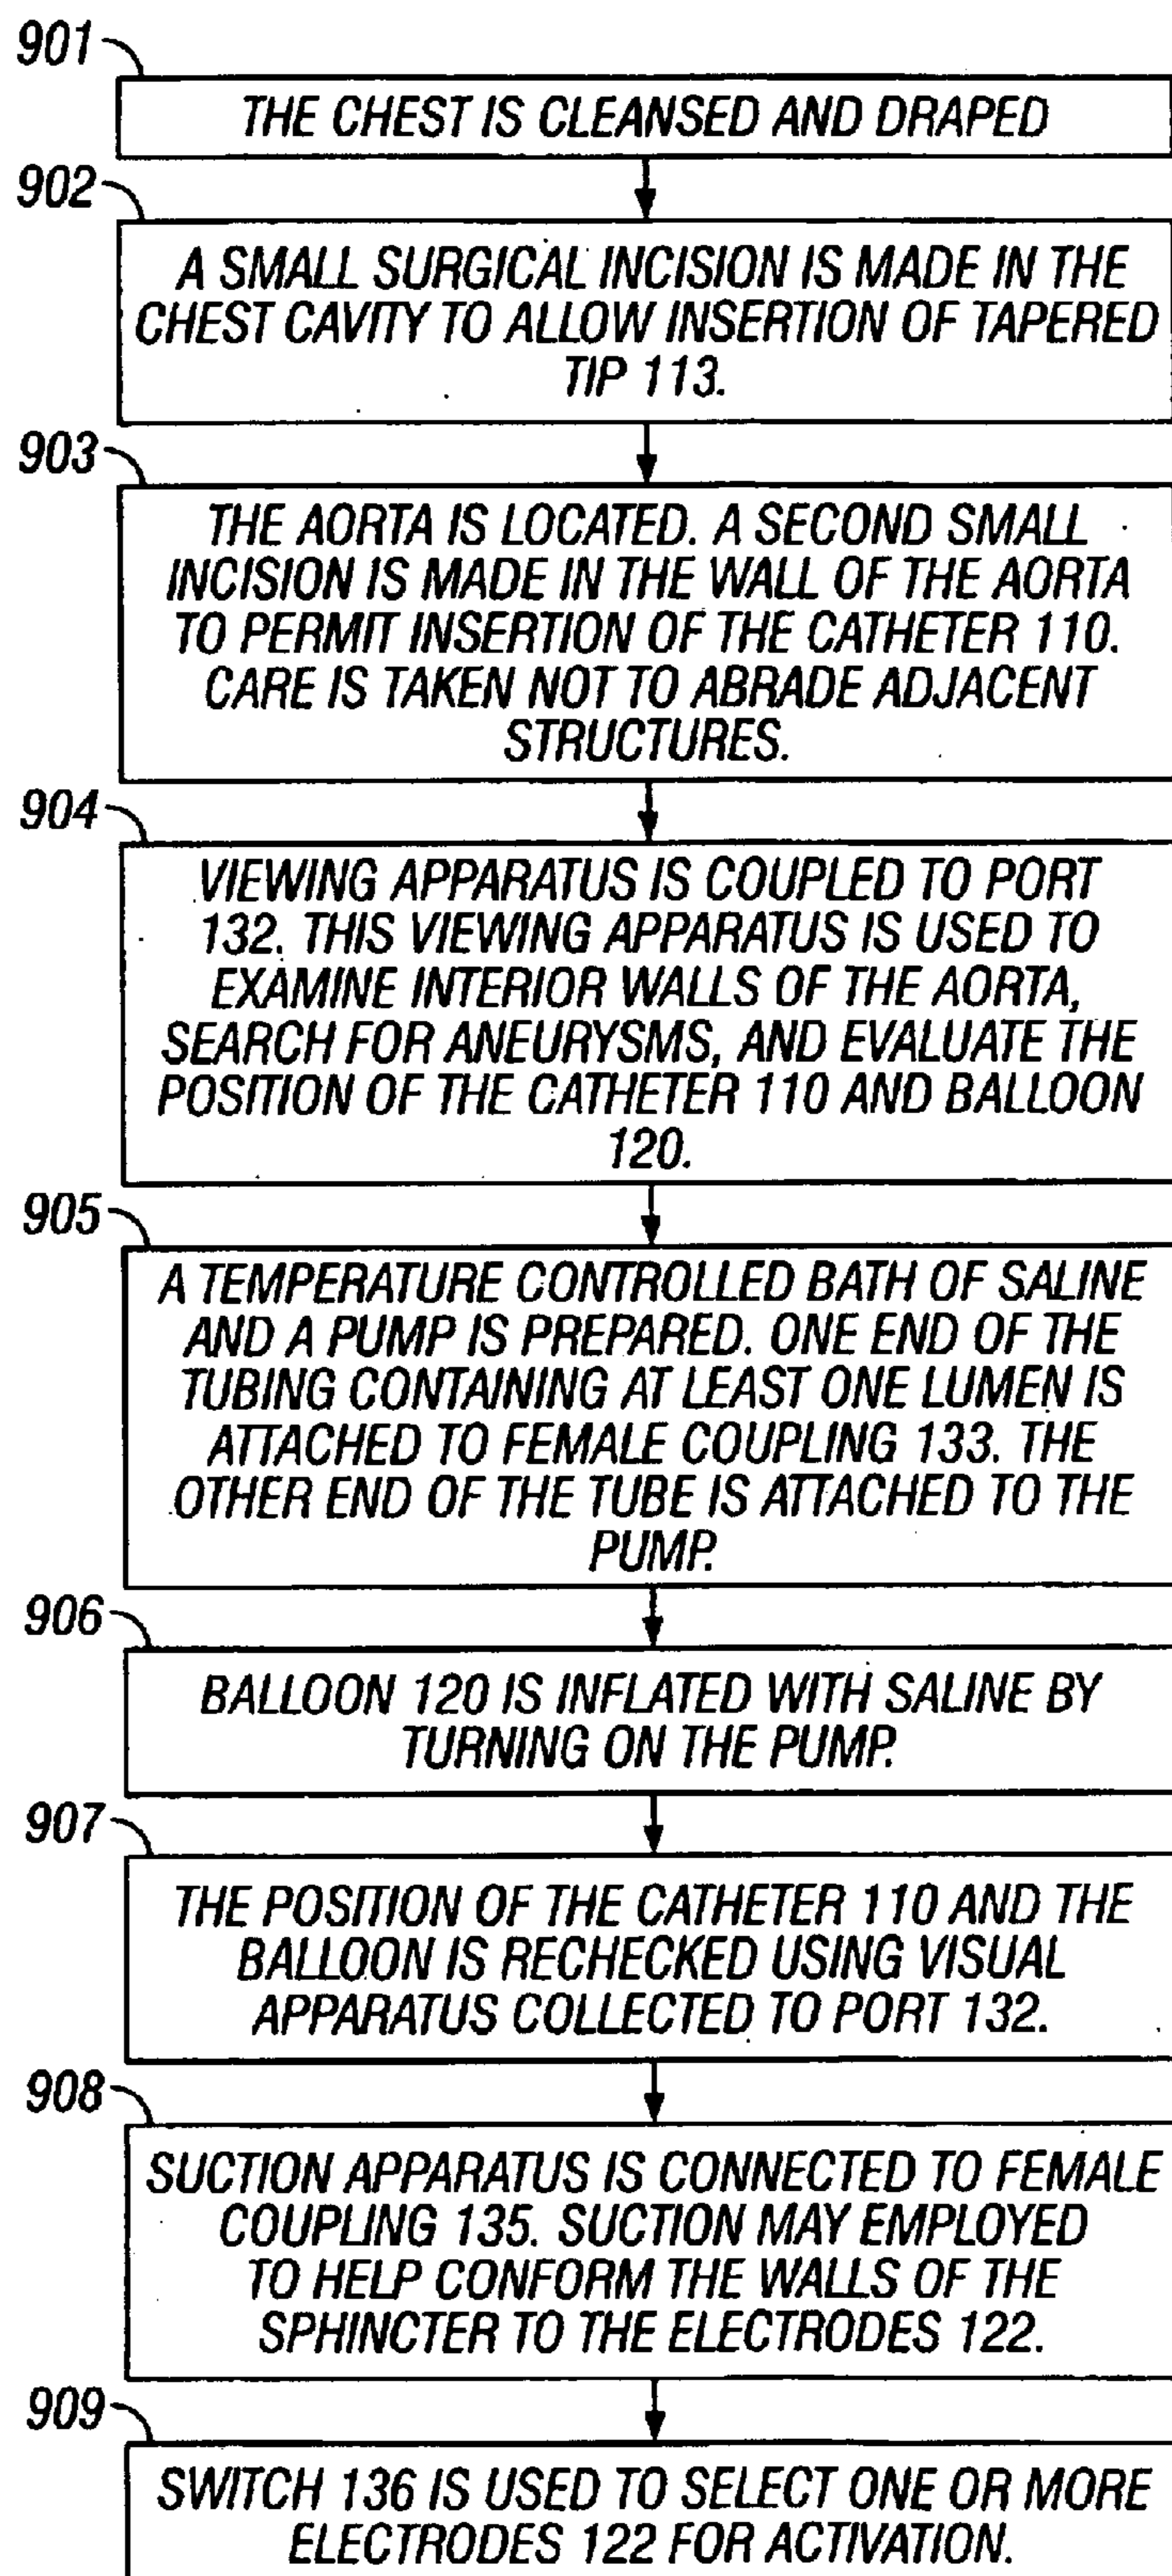 901
THE CHEST IS CLEANSED AND DRAPED
902
A SMALL SURGICAL INCISION IS MADE IN THE
CHEST CAVITY TO ALLOW INSERTION OF TAPERED
TIP 113.
903
THE AORTA IS LOCATED. A SECOND SMALL
INCISION IS MADE IN THE WALL OF THE AORTA
TO PERMIT INSERTION OF THE CATHETER 110.
CARE IS TAKEN NOT TO ABRADE ADJACENT
STRUCTURES.
904
VIEWING APPARATUS IS COUPLED TO PORT
132. THIS VIEWING APPARATUS IS USED TO
EXAMINE INTERIOR WALLS OF THE AORTA,
SEARCH FOR ANEURYSMS, AND EVALUATE THE
POSITION OF THE CATHETER 110 AND BALLOON
120.
905
A TEMPERATURE CONTROLLED BATH OF SALINE
AND A PUMP IS PREPARED. ONE END OF THE
TUBING CONTAINING AT LEAST ONE LUMEN IS
ATTACHED TO FEMALE COUPLING 133. THE
OTHER END OF THE TUBE IS ATTACHED TO THE
PUMP.
906
BALLOON 120 IS INFLATED WITH SALINE BY
TURNING ON THE PUMP.
907
THE POSITION OF THE CATHETER 110 AND THE
BALLOON IS RECHECKED USING VISUAL
APPARATUS COLLECTED TO PORT 132.
908
SUCTION APPARATUS IS CONNECTED TO FEMALE
COUPLING 135. SUCTION MAY EMPLOYED
TO HELP CONFORM THE WALLS OF THE
SPHINCTER TO THE ELECTRODES 122.
909
SWITCH 136 IS USED TO SELECT ONE OR MORE
ELECTRODES 122 FOR ACTIVATION.